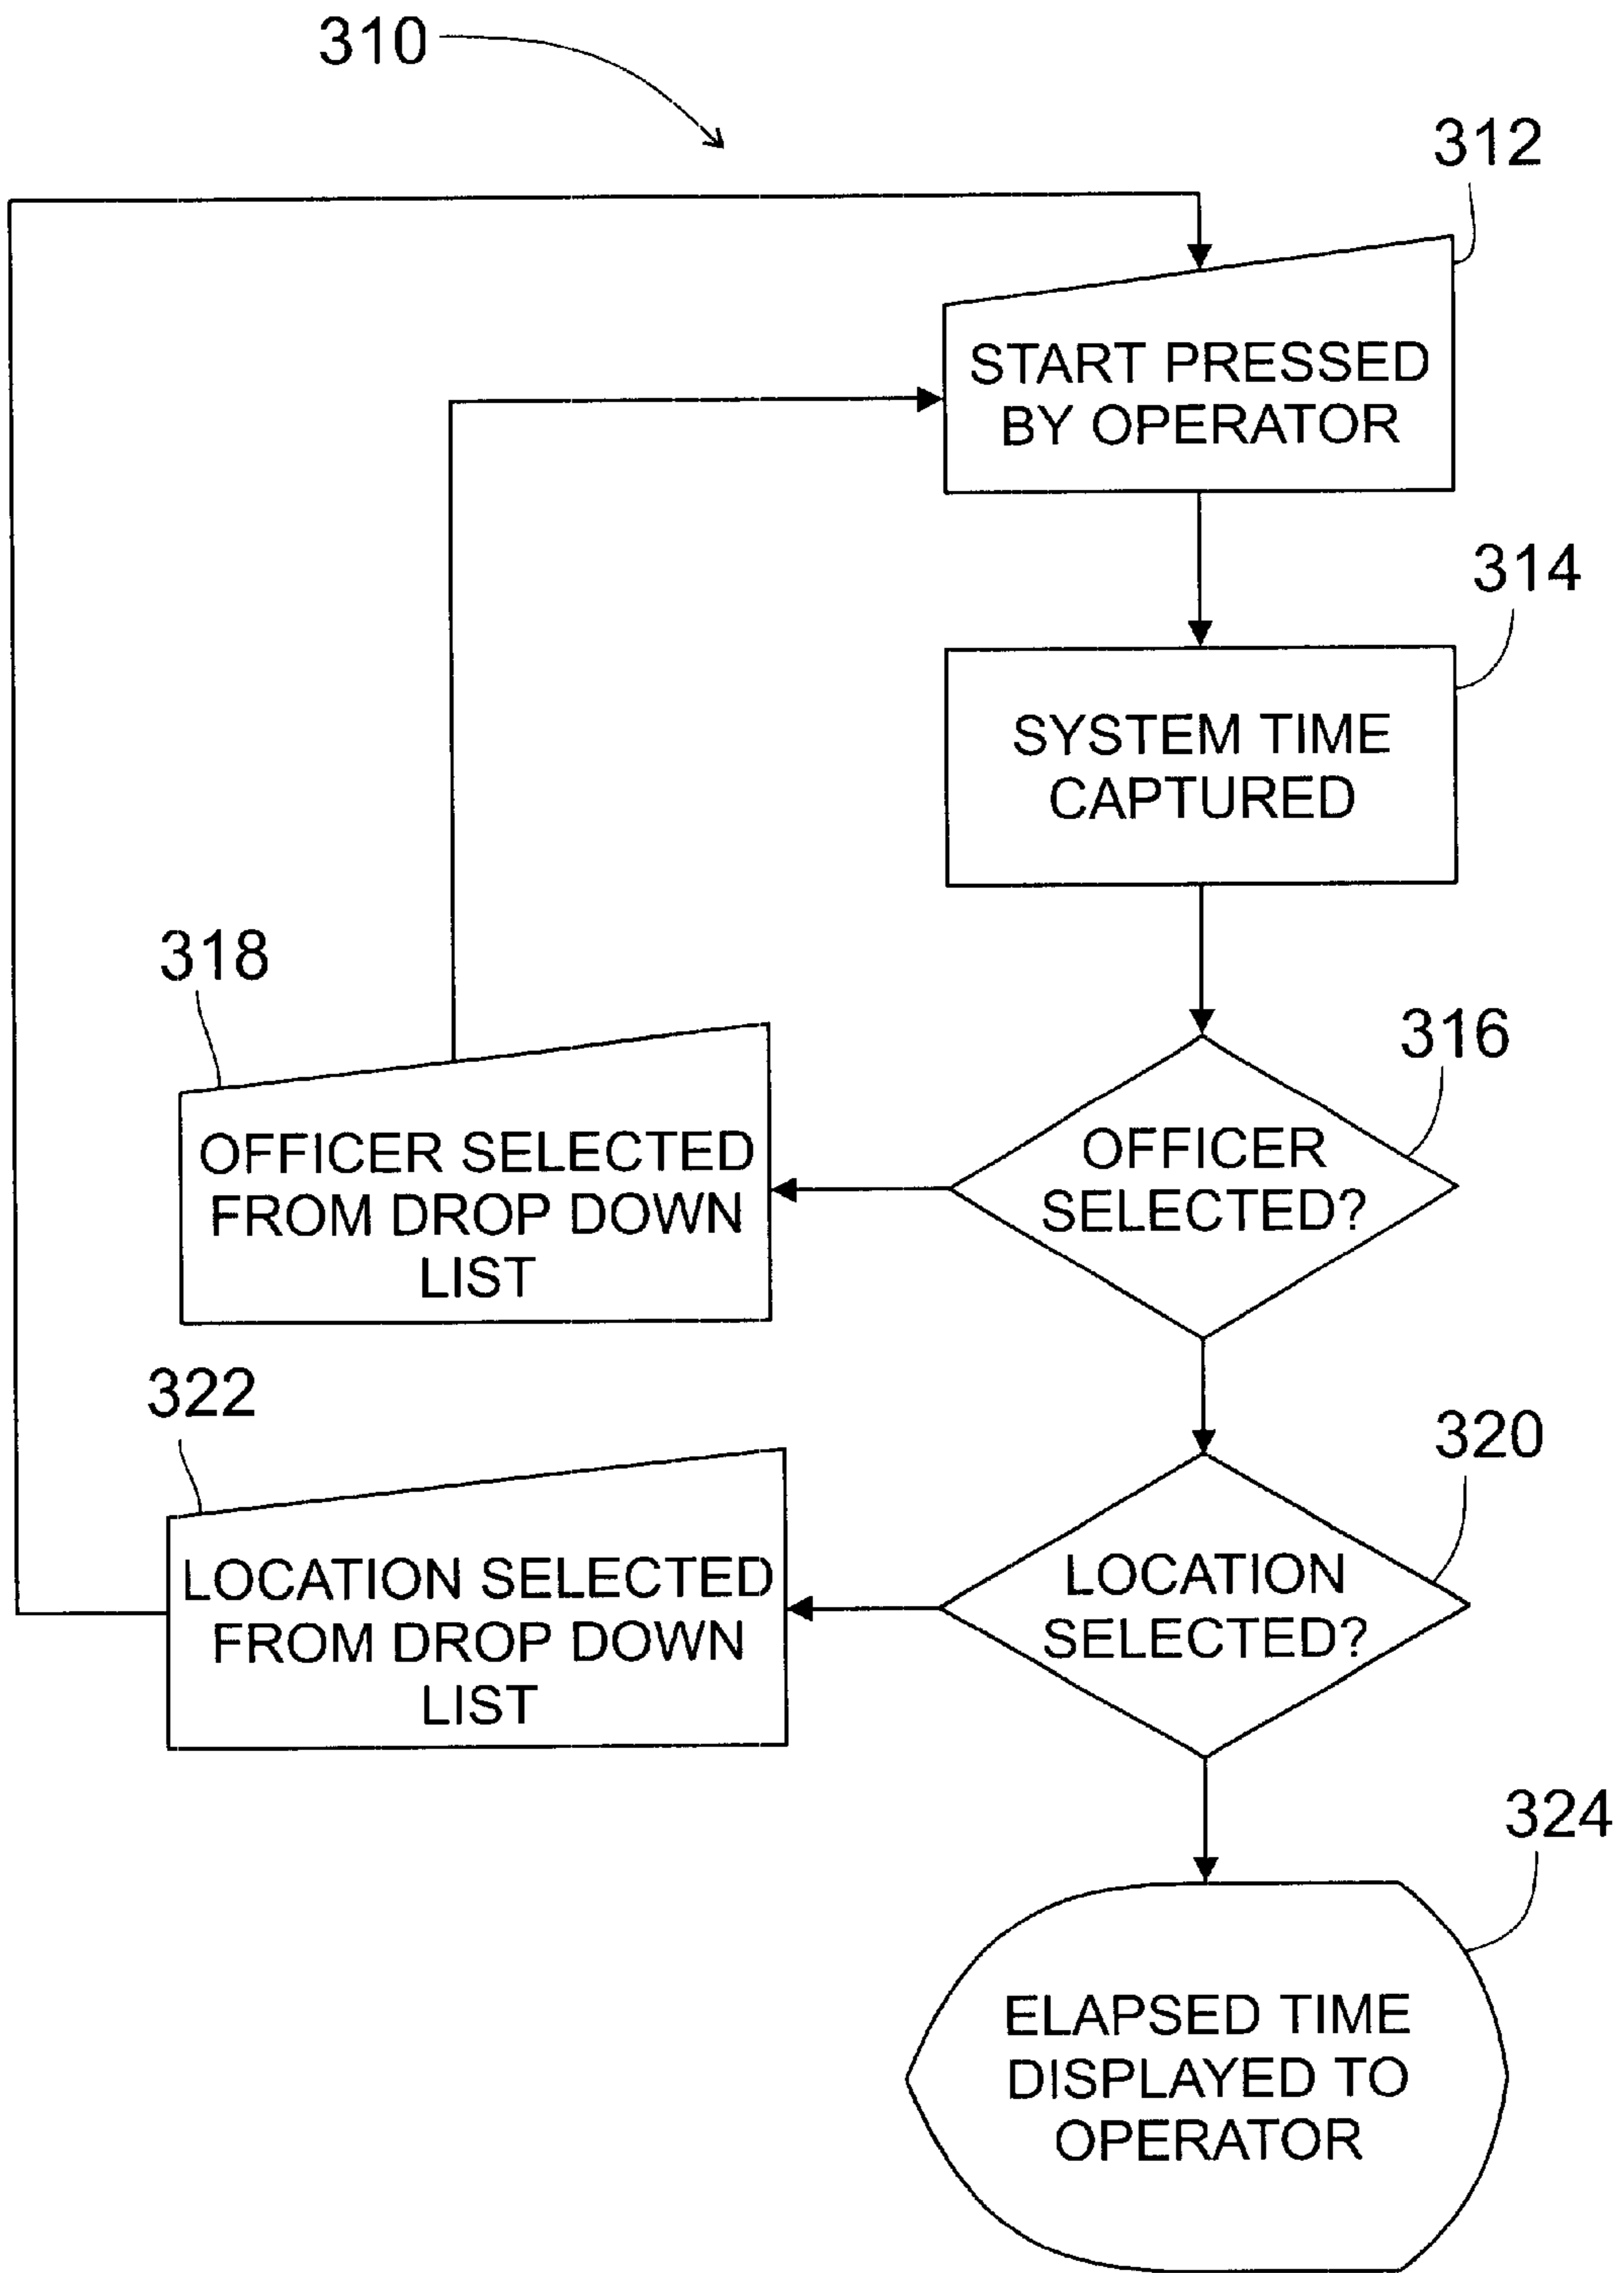 310
312
START PRESSED
BY OPERATOR
314
SYSTEM TIME
CAPTURED
318
316
OFFICER SELECTED
FROM DROP DOWN
LIST
OFFICER
SELECTED?
322
320
LOCATION SELECTED
FROM DROP DOWN
LIST
LOCATION
SELECTED?
324
ELAPSED TIME
DISPLAYED TO
OPERATOR